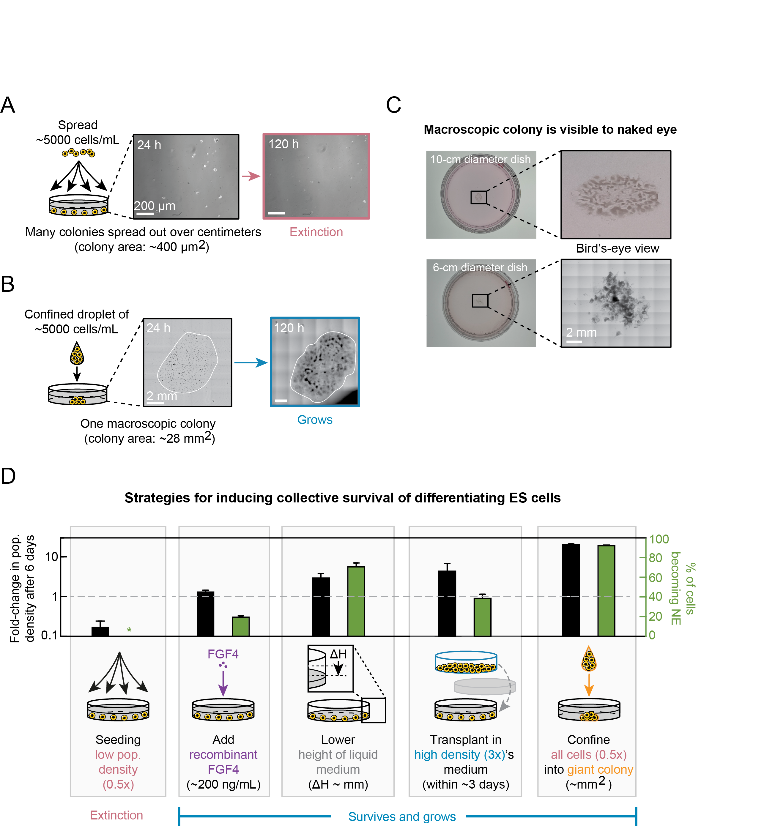 A
Spread
~5000 cells/mL
24 h
200 µm
120 h
Many colonies spread out over centimeters
(colony area: ~400 µm2)
Extinction
B
Confined droplet of
~5000 cells/mL
24 h
2 mm
120 h
One macroscopic colony
(colony area: ~28 mm2)
Grows
C
Macroscopic colony is visible to naked eye
10-cm diameter dish
Bird's-eye view
6-cm diameter dish
2 mm
D
Strategies for inducing collective survival of differentiating ES cells
Fold-change in pop.
density after 6 days
10
1
0.1
*
100
80
60
40
20
0
% of cells
becoming NE
Seeding
low pop.
density
(0.5x)
FGF4
Add
recombinant
FGF4
(~200 ng/mL)
ΔH
Lower
height of liquid
medium
(ΔH ~ mm)
Transplant in
high density (3x)'s
medium
(within ~3 days)
Confine
all cells (0.5x)
into giant colony
(~mm2)
Extinction
Survives and grows